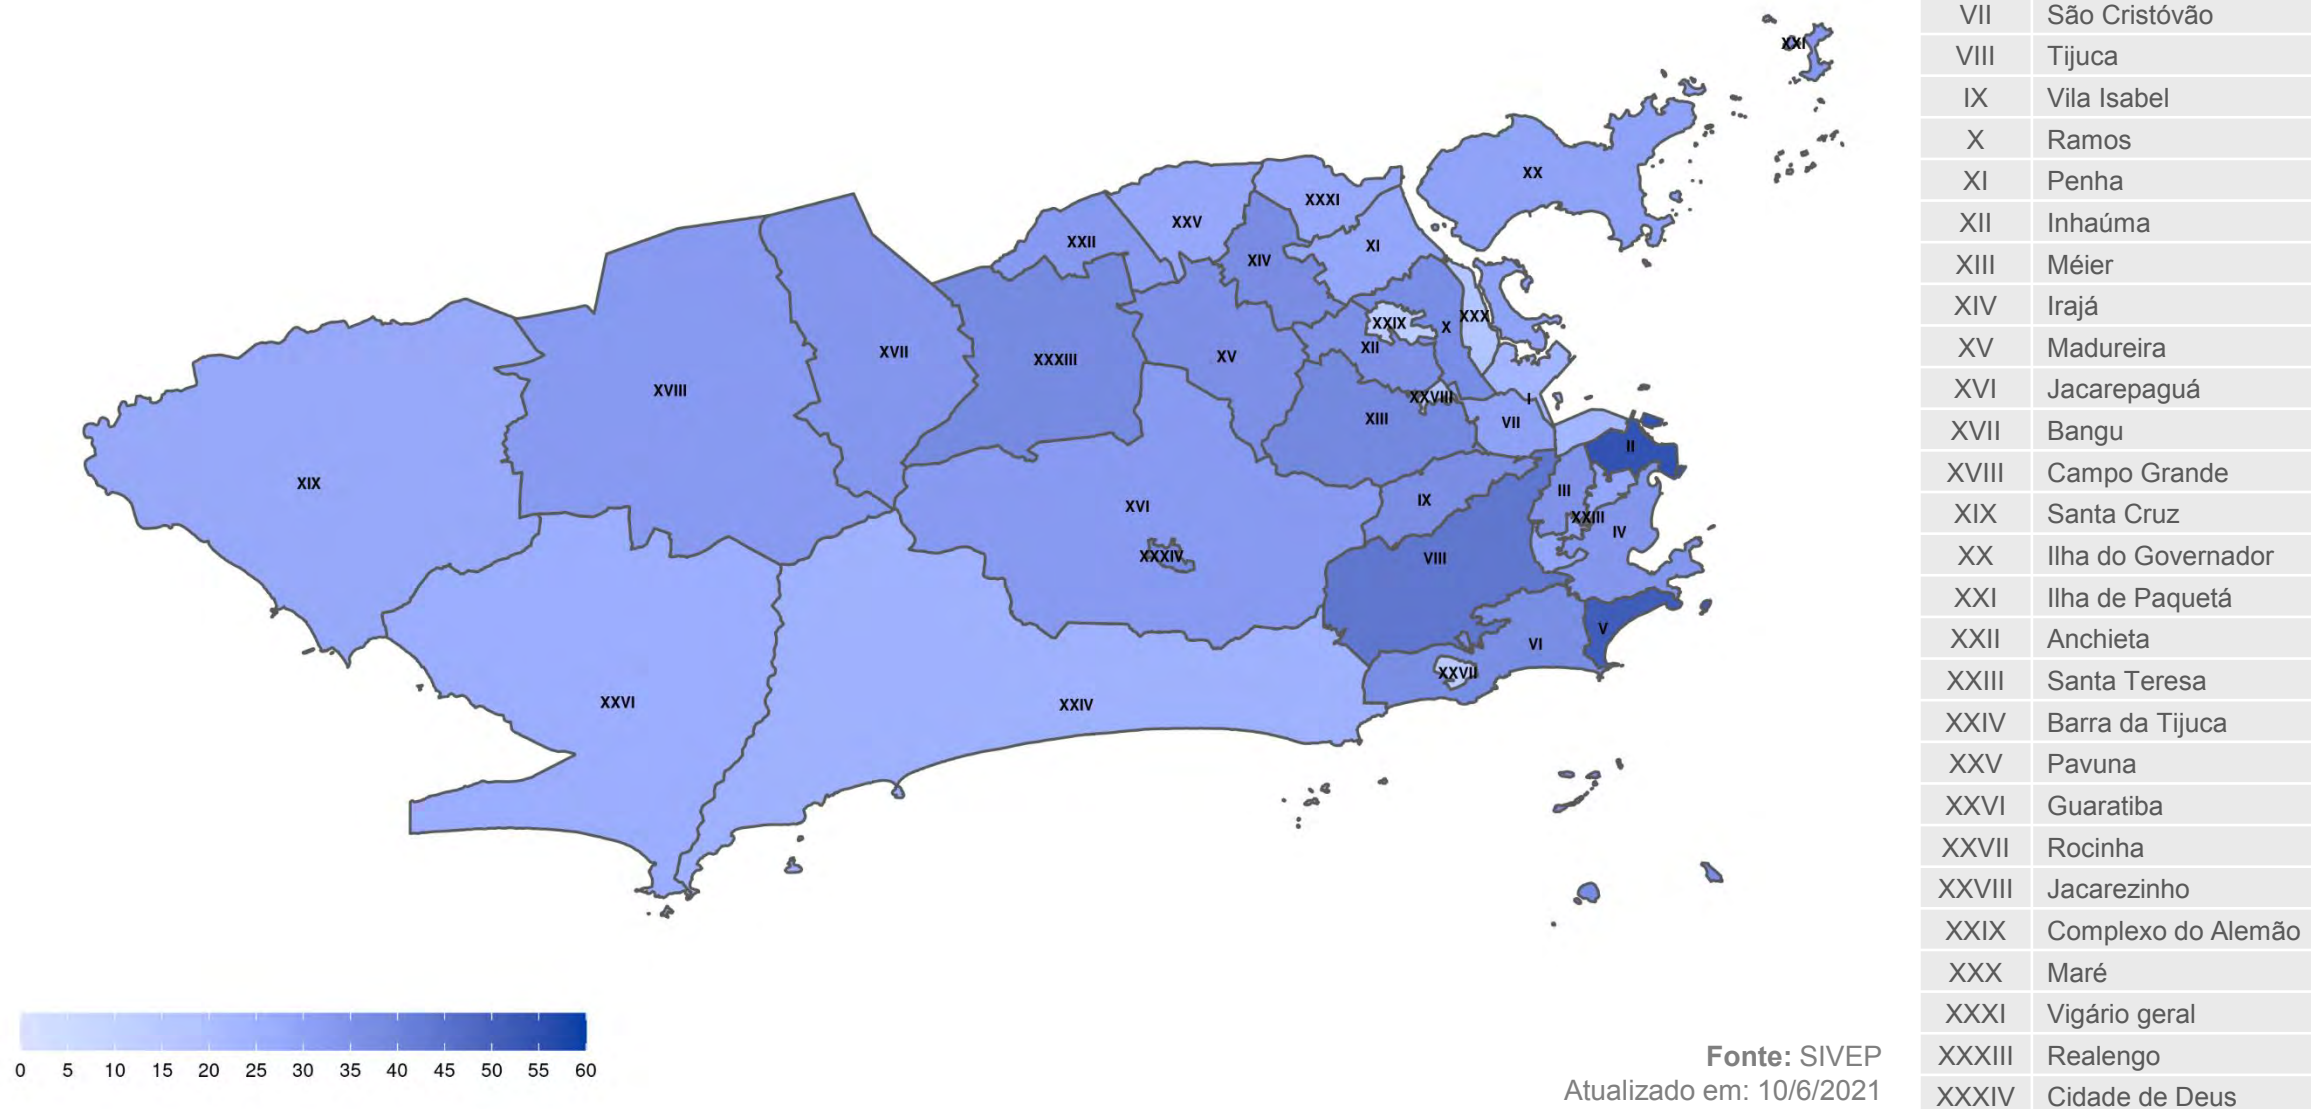 XXI
XX
XXXI
XXV
XXII
XI
XIV
XXX
XXIX
X
XII
XV
XVII
XXXIII
XVIII
XXVIII
I
XIII
VII
II
XIX
III
IX
XVI
XXIII
IV
XXXIV
VIII
V
VI
XXVII
XXVI
XXIV
0 5 10 15 20 25 30 35 40 45 50 55 60
Fonte: SIVEP
Atualizado em: 10/6/2021
VII São Cristóvão
VIII Tijuca
IX Vila Isabel
X Ramos
XI Penha
XII Inhaúma
XIII Méier
XIV Irajá
XV Madureira
XVI Jacarepaguá
XVII Bangu
XVIII Campo Grande
XIX Santa Cruz
XX Ilha do Governador
XXI Ilha de Paquetá
XXII Anchieta
XXIII Santa Teresa
XXIV Barra da Tijuca
XXV Pavuna
XXVI Guaratiba
XXVII Rocinha
XXVIII Jacarezinho
XXIX Complexo do Alemão
XXX Maré
XXXI Vigário geral
XXXIII Realengo
XXXIV Cidade de Deus